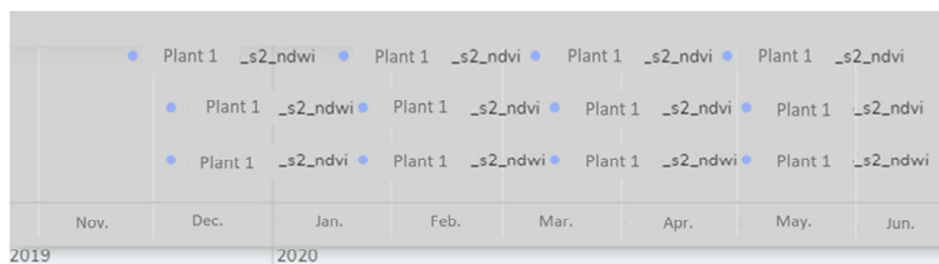 Plant 1 _s2_ndwi Plant 1 _s2_ndvi Plant 1 _s2_ndvi Plant 1 _s2_ndvi
Plant 1 _s2_ndwi Plant 1 _s2_ndvi Plant 1 _s2_ndvi Plant 1 _s2_ndvi
Plant 1 _s2_ndvi Plant 1 _s2_ndwi Plant 1 _s2_ndwi Plant 1 _s2_ndwi
Nov. Dec. Jan. Feb. Mar. Apr. May. Jun.
2019 2020